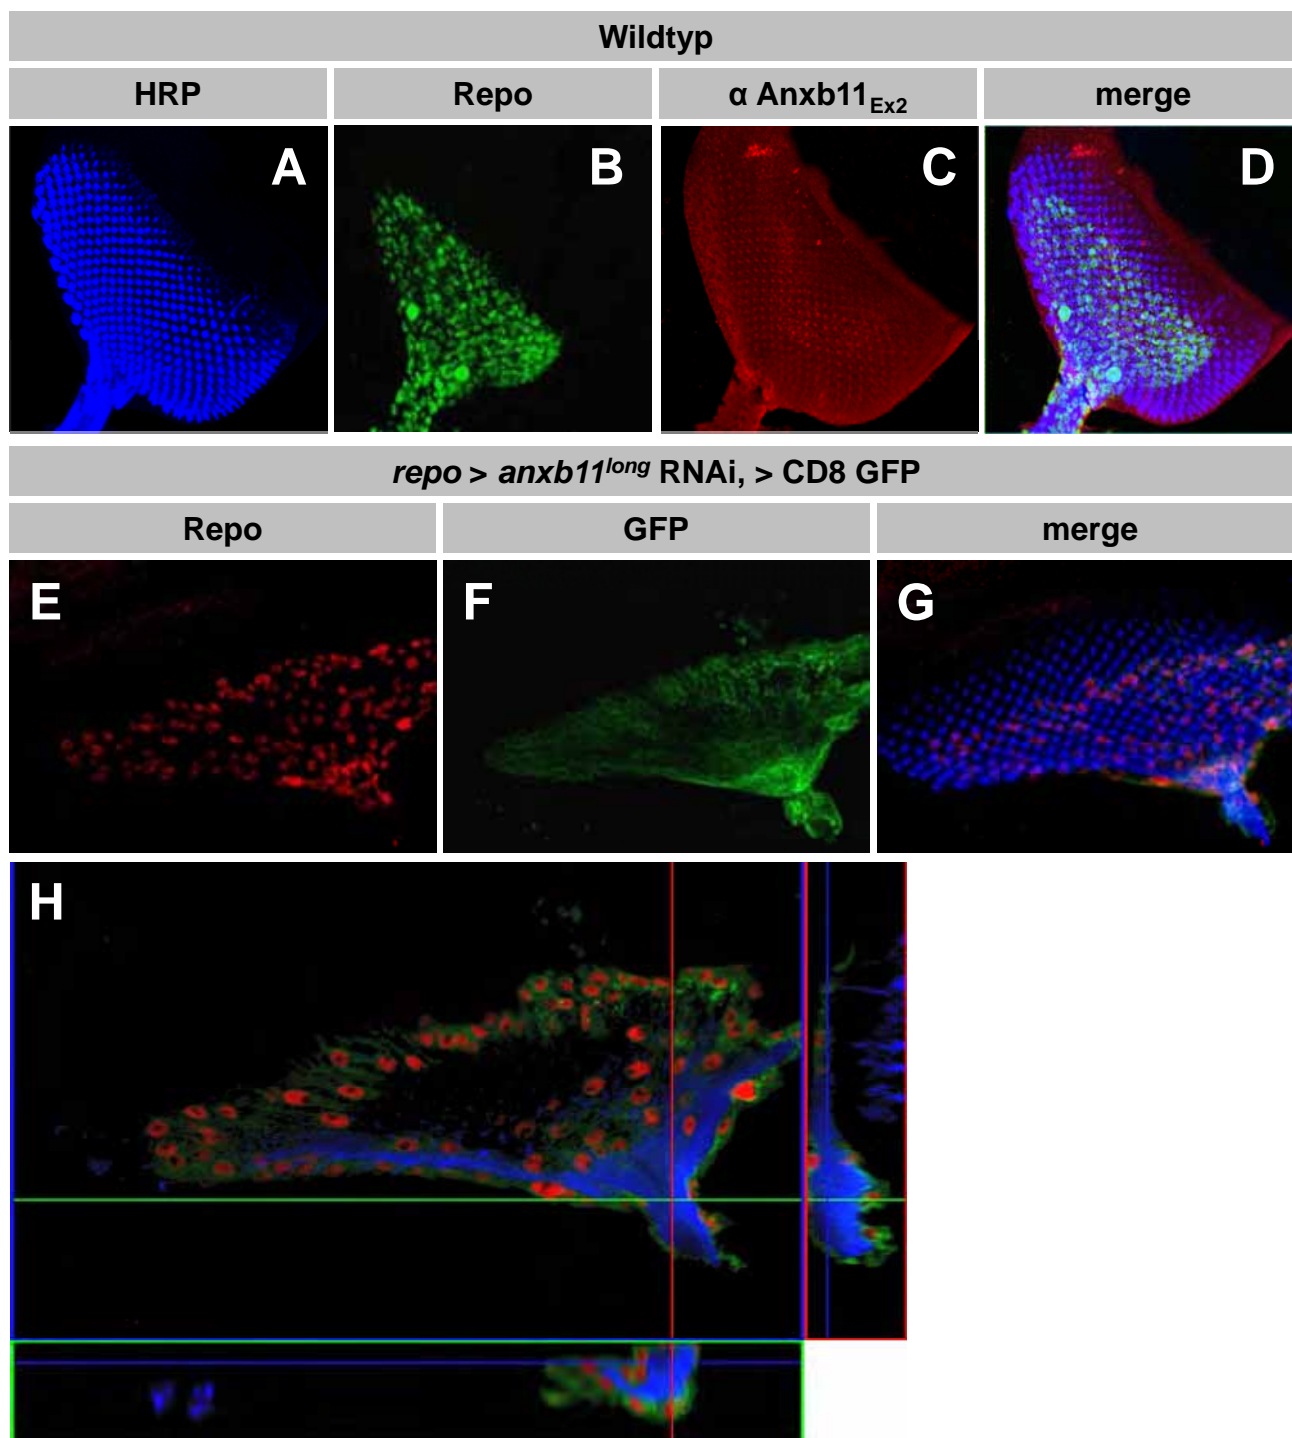 Wildtyp
HRP Repo α Anxb11Ex2 merge
A B C D
repo > anxb11long RNAi, > CD8 GFP
Repo GFP merge
E F G
H